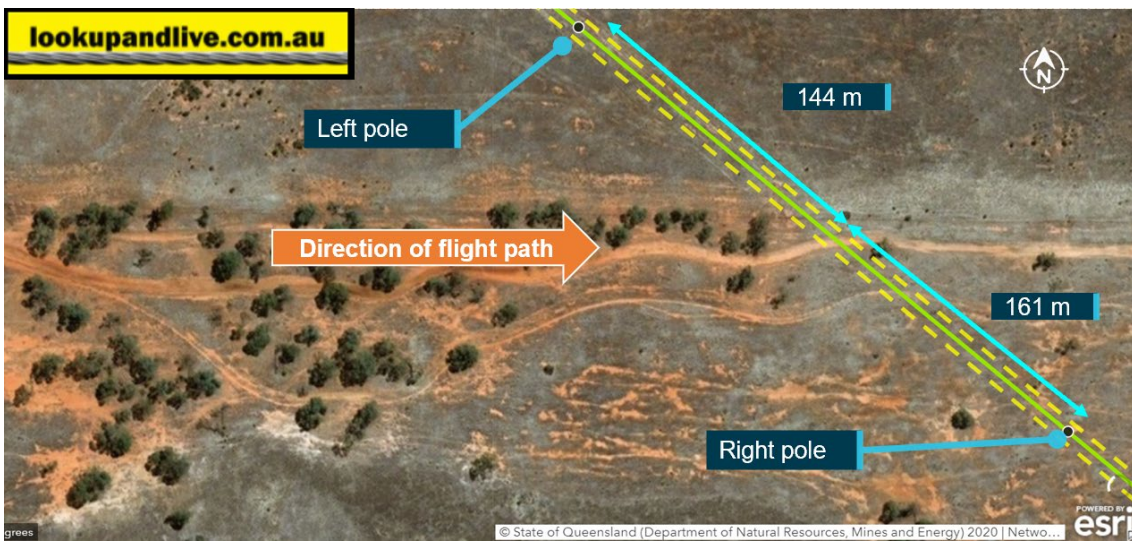 lookupandlive.com.au
N
144 m
Left pole
Direction of flight path
161 m
Right pole
grees
© State of Queensland (Department of Natural Resources, Mines and Energy) 2020 | Netwo...
POWERED BY
esri